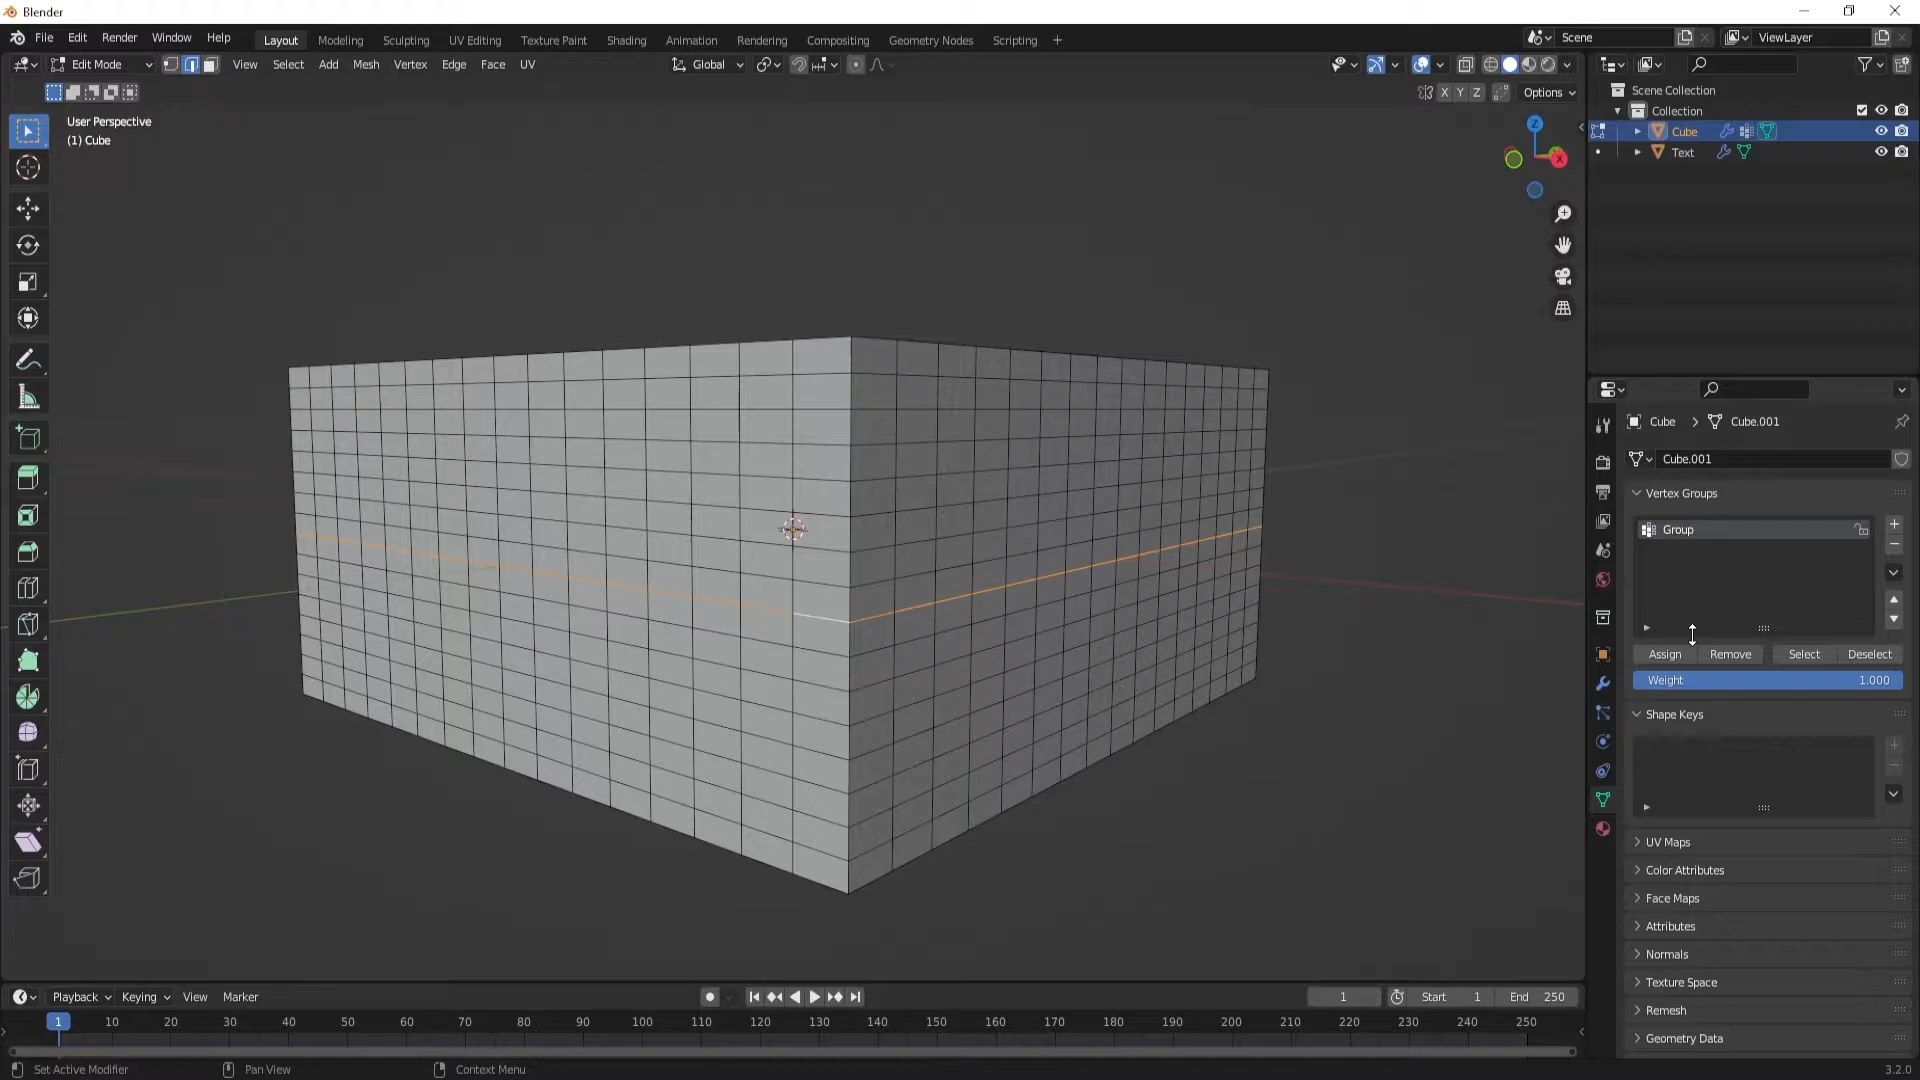 Blender
File Edit Render Window Help
Layout Modeling Sculpting UV Editing Texture Paint Shading Animation Rendering Compositing Geometry Nodes Scripting +
Scene
ViewLayer
Edit Mode View Select Add Mesh Vertex Edge Face UV
Global
X Y Z Options
User Perspective
(1) Cube
Z
X
Scene Collection
Collection
Cube
Text
Cube > Cube.001
Cube.001
Vertex Groups
Group
Assign Remove Select Deselect
Weight 1.000
Shape Keys
UV Maps
Color Attributes
Face Maps
Attributes
Normals
Texture Space
Remesh
Geometry Data
Playback Keying View Marker
1 Start 1 End 250
1 10 20 30 40 50 60 70 80 90 100 110 120 130 140 150 160 170 180 190 200 210 220 230 240 250
Set Active Modifier Pan View Context Menu
3.2.0